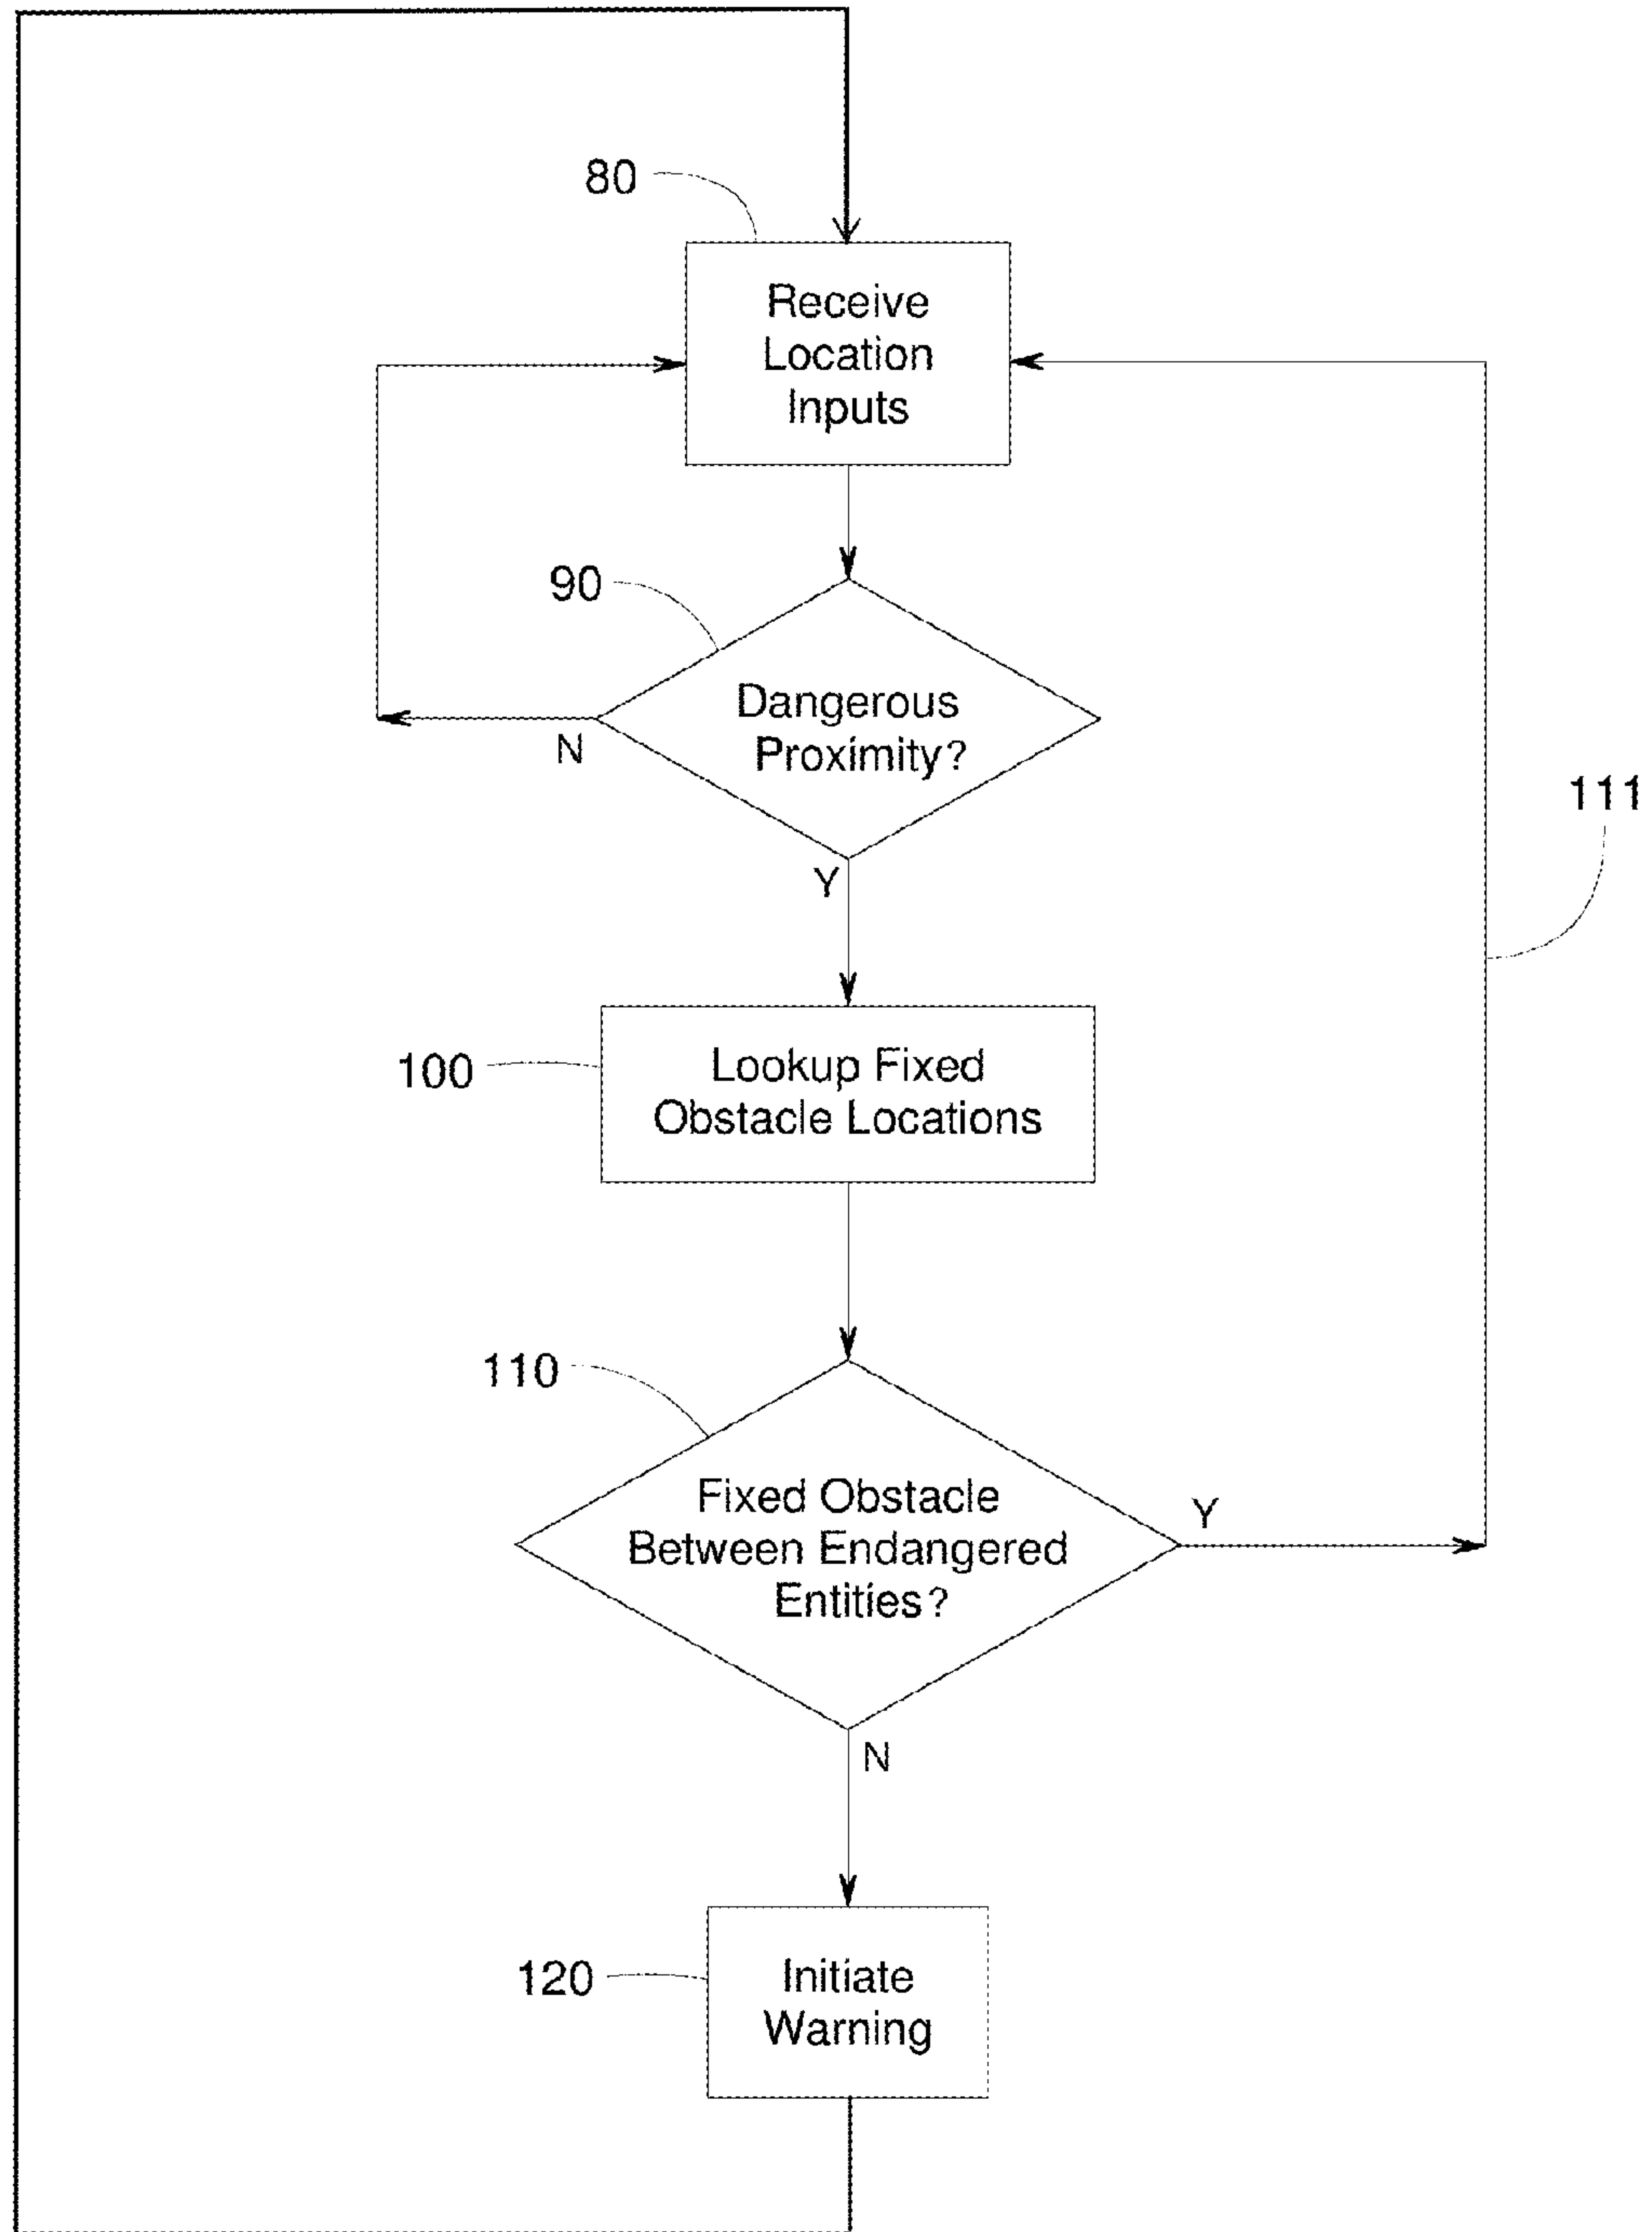 80
Receive
Location
Inputs
90
Dangerous
Proximity?
N
111
Y
100
Lookup Fixed
Obstacle Locations
110
Fixed Obstacle
Between Endangered
Entities?
Y
N
120
Initiate
Warning